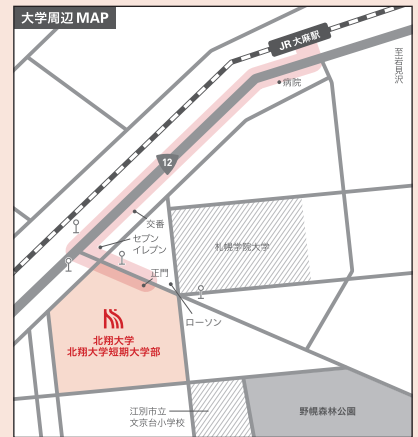 大学周辺MAP
JR 大麻駅
至岩見沢
病院
12
交番
セブン
イレブン
札幌学院大学
正門
ローソン
北翔大学
北翔大学短期大学部
江別市立
文京台小学校
野幌森林公園